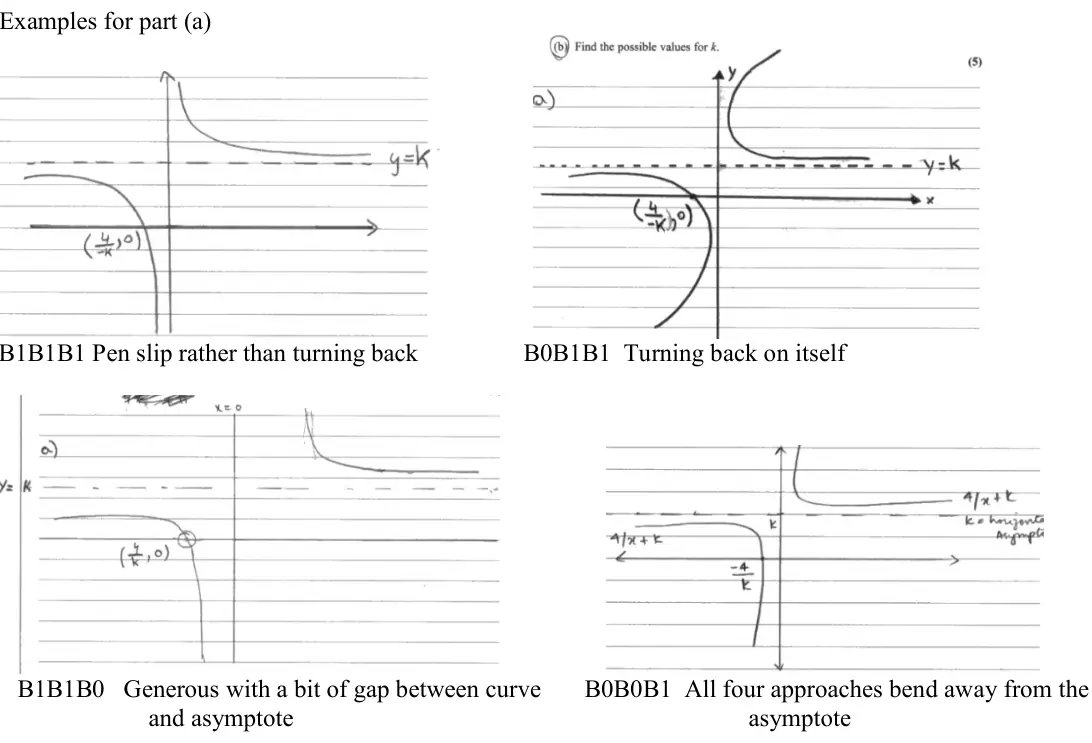 Examples for part (a)
(b) Find the possible values for k.
(5)
y=k
(4/-k, 0)
a)
y
y=k
x
(4/-k, 0)
B1B1B1 Pen slip rather than turning back
B0B1B1 Turning back on itself
x=0
a)
y= k
(4/k, 0)
4/x+k
k = horizonta
Asympt
k
4/x+k
-4/k
B1B1B0 Generous with a bit of gap between curve
and asymptote
B0B0B1 All four approaches bend away from the
asymptote